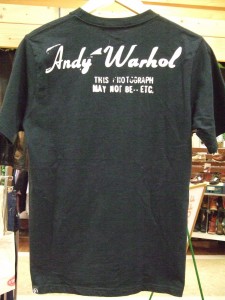 Andy Warhol
THIS PHOTOGRAPH
MAY NOT BE-- ETC.